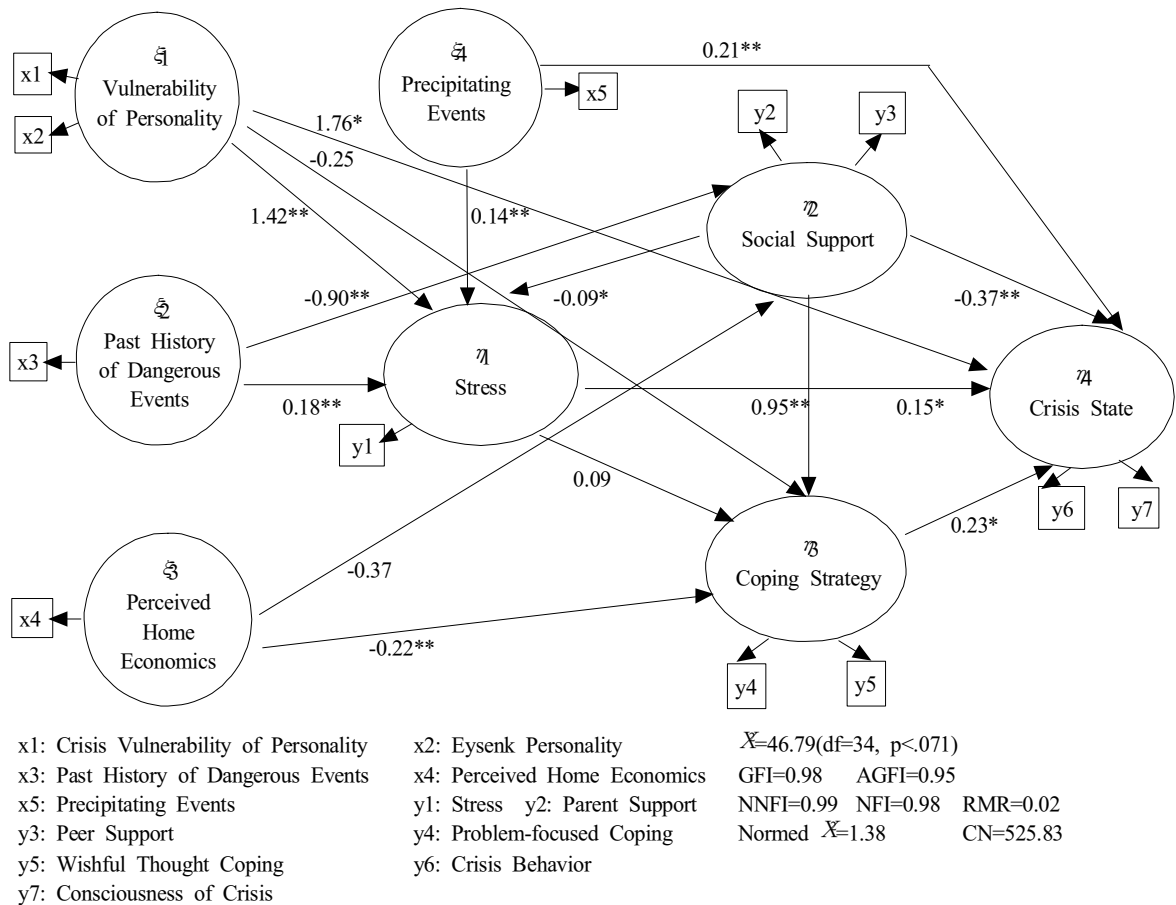 ξ1
Vulnerability
of Personality
x1
x2
ξ4
Precipitating
Events
x5
0.21**
y2
y3
1.76*
-0.25
1.42**
0.14**
η2
Social Support
-0.90**
-0.09*
-0.37**
ξ2
Past History
of Dangerous
Events
x3
0.18**
η1
Stress
y1
0.95**
0.15*
η4
Crisis State
y6
y7
0.09
0.23*
ξ3
Perceived
Home
Economics
x4
-0.37
-0.22**
η3
Coping Strategy
y4
y5
x1: Crisis Vulnerability of Personality x2: Eysenk Personality X²=46.79(df=34, p<.071)
x3: Past History of Dangerous Events x4: Perceived Home Economics GFI=0.98 AGFI=0.95
x5: Precipitating Events y1: Stress y2: Parent Support NNFI=0.99 NFI=0.98 RMR=0.02
y3: Peer Support y4: Problem-focused Coping Normed X²=1.38 CN=525.83
y5: Wishful Thought Coping y6: Crisis Behavior
y7: Consciousness of Crisis